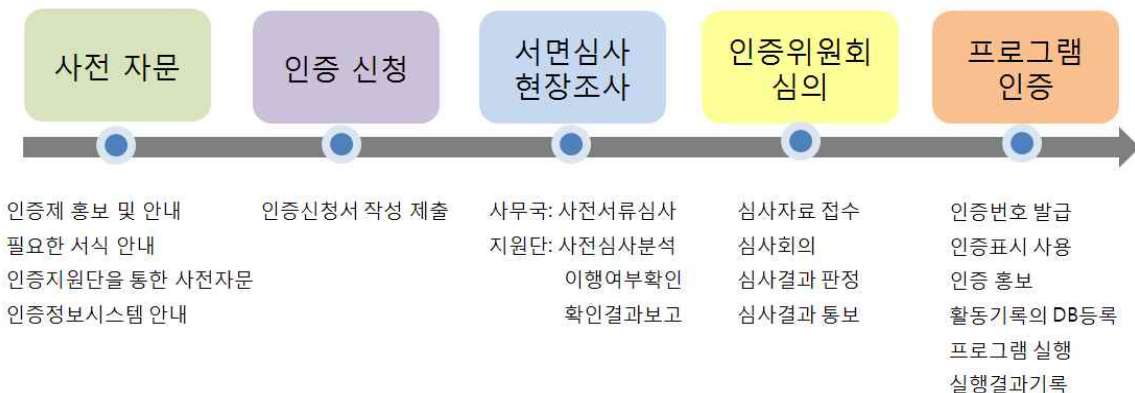 사전 자문
인증 신청
서면심사
현장조사
인증위원회
심의
프로그램
인증
인증제 홍보 및 안내
필요한 서식 안내
인증지원단을 통한 사전자문
인증정보시스템 안내
인증신청서 작성 제출
사무국: 사전서류심사
지원단: 사전심사분석
이행여부확인
확인결과보고
심사자료 접수
심사회의
심사결과 판정
심사결과 통보
인증번호 발급
인증표시 사용
인증 홍보
활동기록의 DB등록
프로그램 실행
실행결과기록